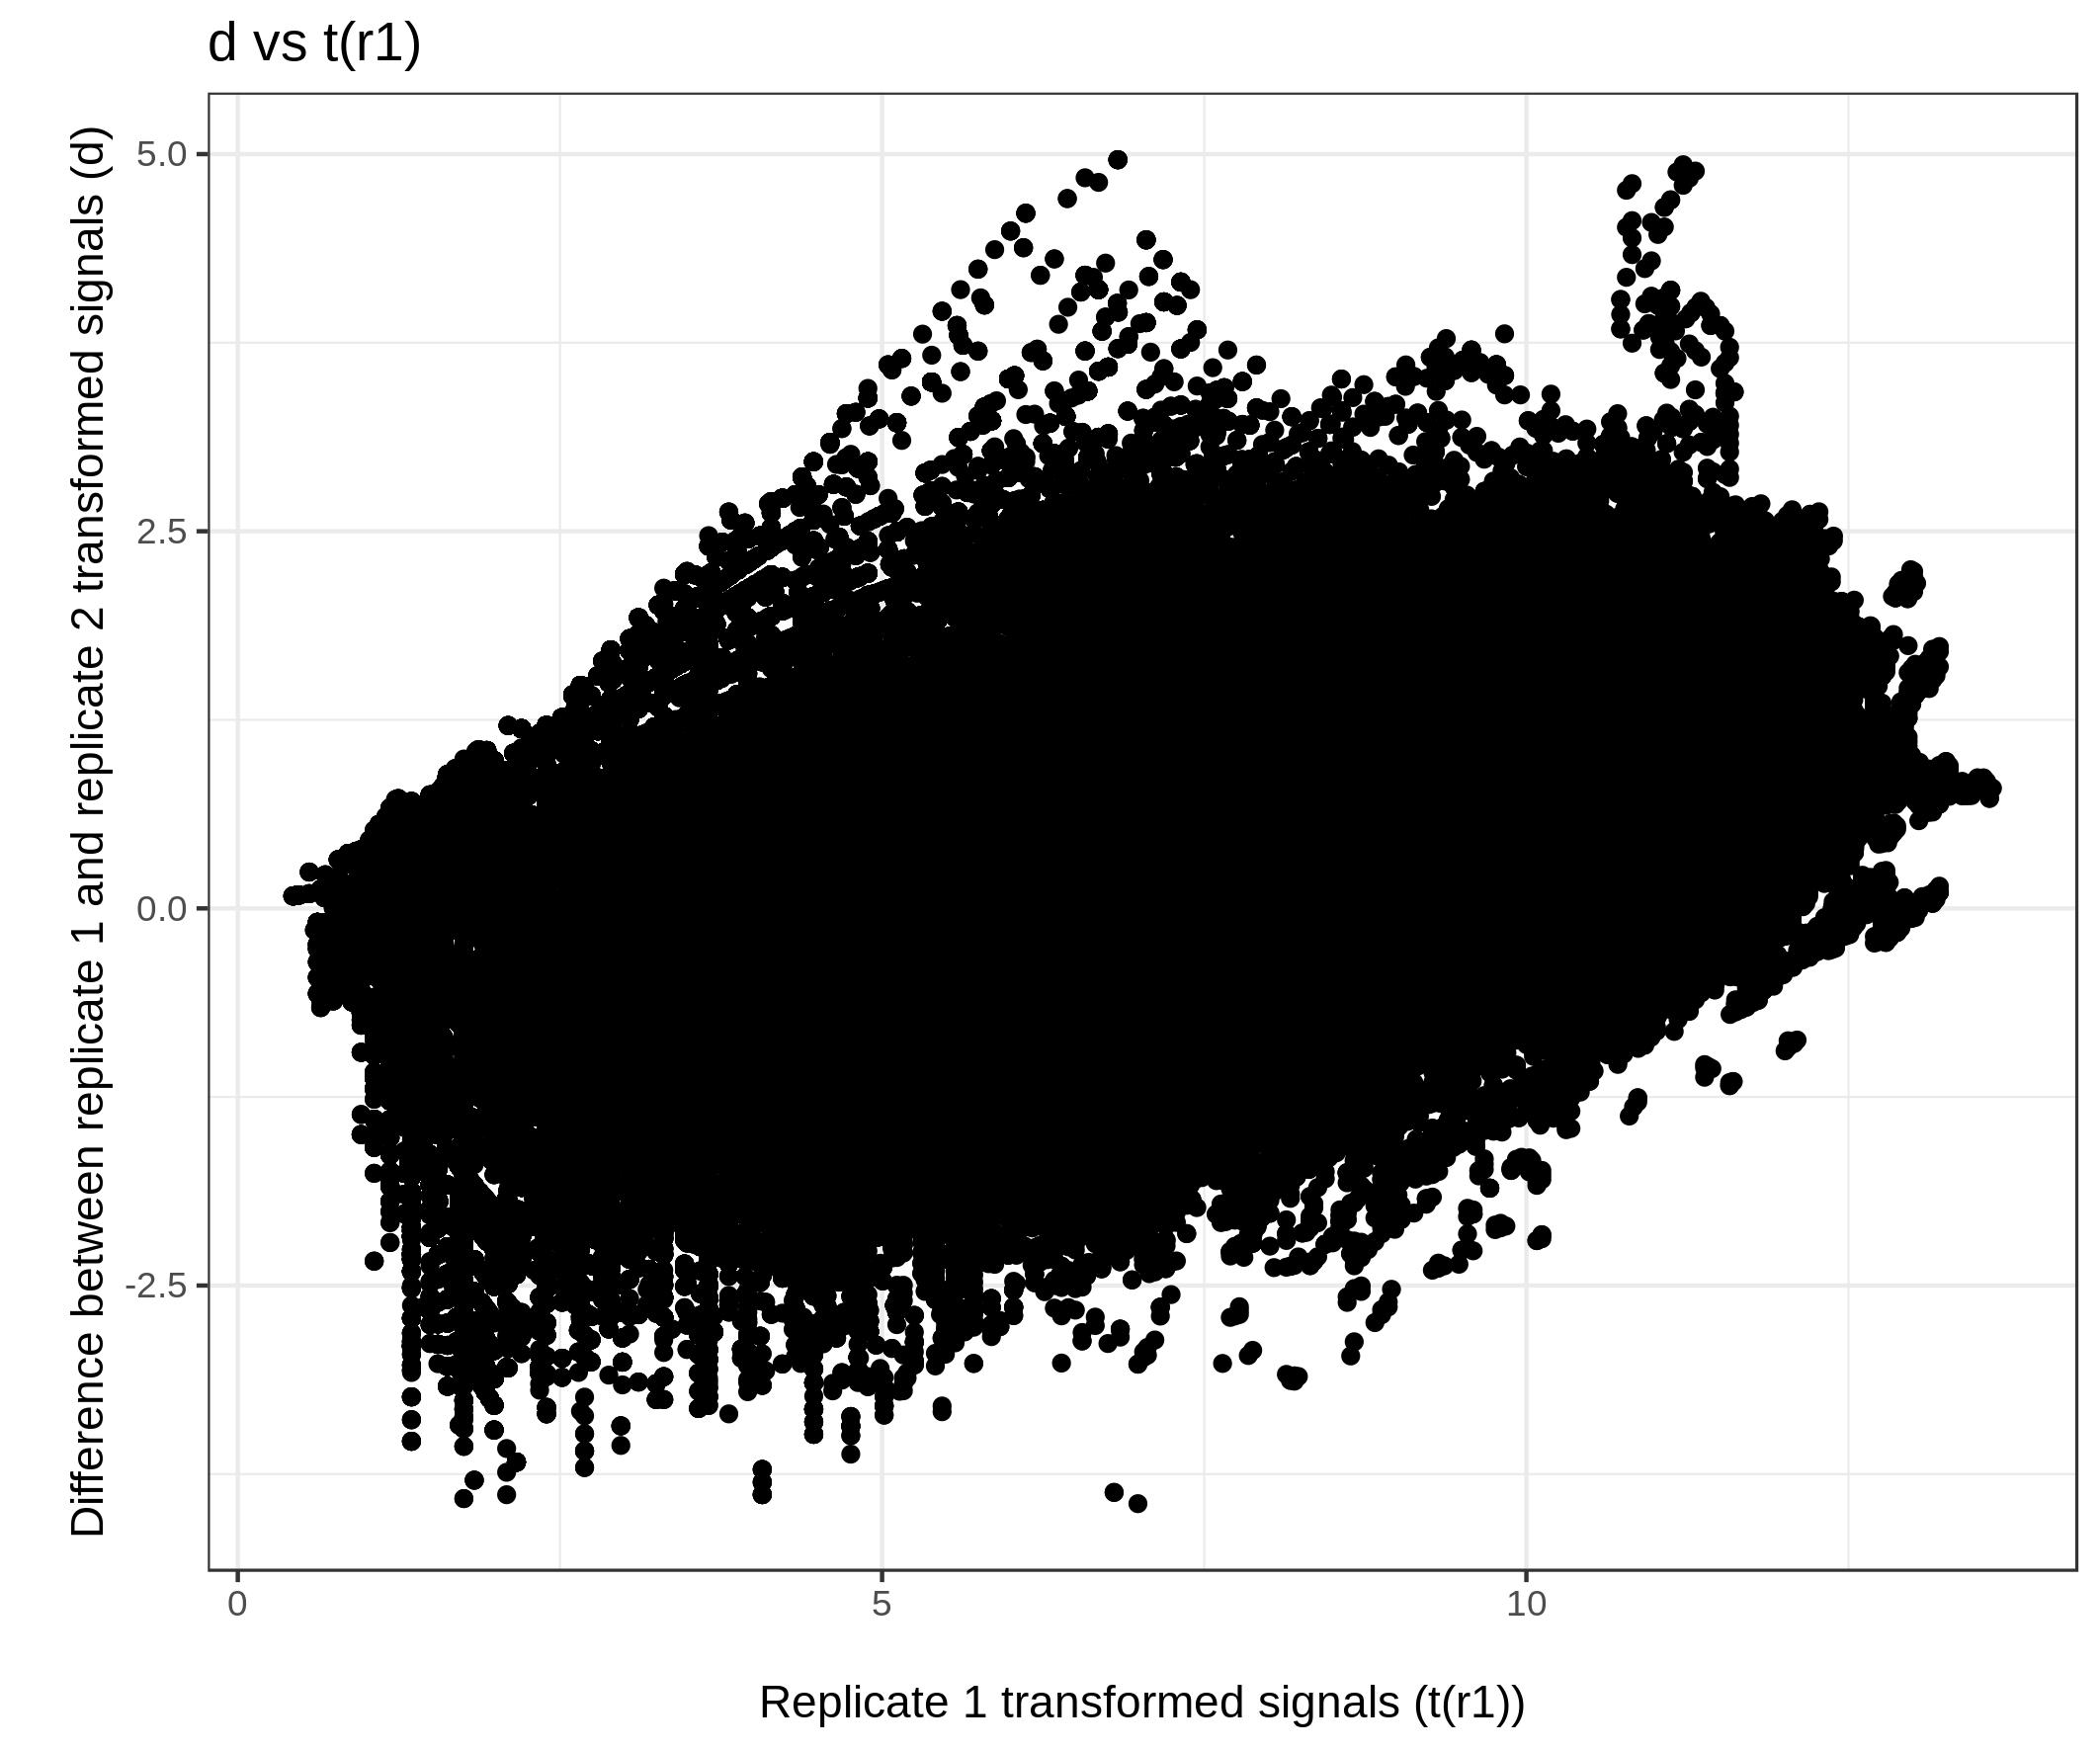 d vs t(r1)
Difference between replicate 1 and replicate 2 transformed signals (d)
5.0
2.5
0.0
-2.5
0
5
10
Replicate 1 transformed signals (t(r1))